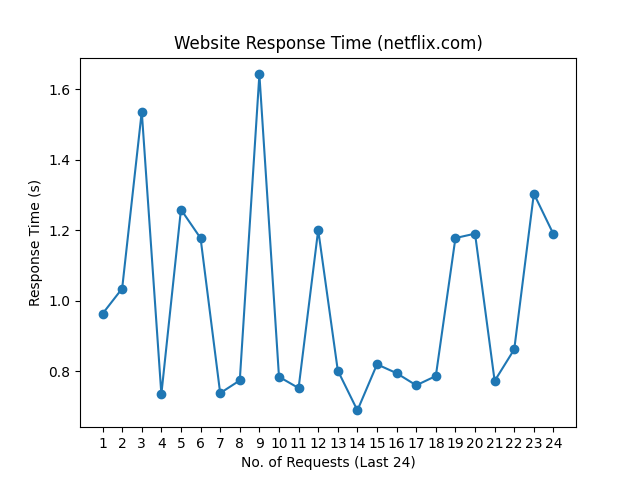 Website Response Time (netflix.com)
Response Time (s)
1.6
1.4
1.2
1.0
0.8
1 2 3 4 5 6 7 8 9 10 11 12 13 14 15 16 17 18 19 20 21 22 23 24
No. of Requests (Last 24)